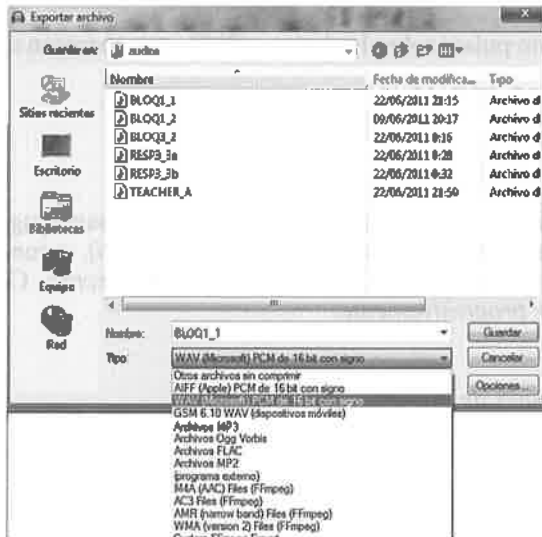 Exportar archivo
Guardar en: audios
Nombre Fecha de modifica... Tipo
BLOQ1_1 22/06/2011 21:15 Archivo d
BLOQ1_2 09/06/2011 20:17 Archivo d
BLOQ3_2 22/06/2011 0:16 Archivo d
RESP3_3a 22/06/2011 0:28 Archivo d
RESP3_3b 22/06/2011 0:32 Archivo d
TEACHER_A 22/06/2011 21:50 Archivo d
Sitios recientes
Escritorio
Bibliotecas
Equipo
Red
Nombre: BLOQ1_1 Guardar
Tipo: WAV (Microsoft) PCM de 16 bit con signo Cancelar
Opciones...
Otros archivos sin comprimir
AIFF (Apple) PCM de 16 bit con signo
WAV (Microsoft) PCM de 16 bit con signo
GSM 6.10 WAV (dispositivos móviles)
Archivos MP3
Archivos Ogg Vorbis
Archivos FLAC
Archivos MP2
(programa externo)
M4A (AAC) Files (FFmpeg)
AC3 Files (FFmpeg)
AMR (narrow band) Files (FFmpeg)
WMA (version 2) Files (FFmpeg)
Custom FFmpeg Export